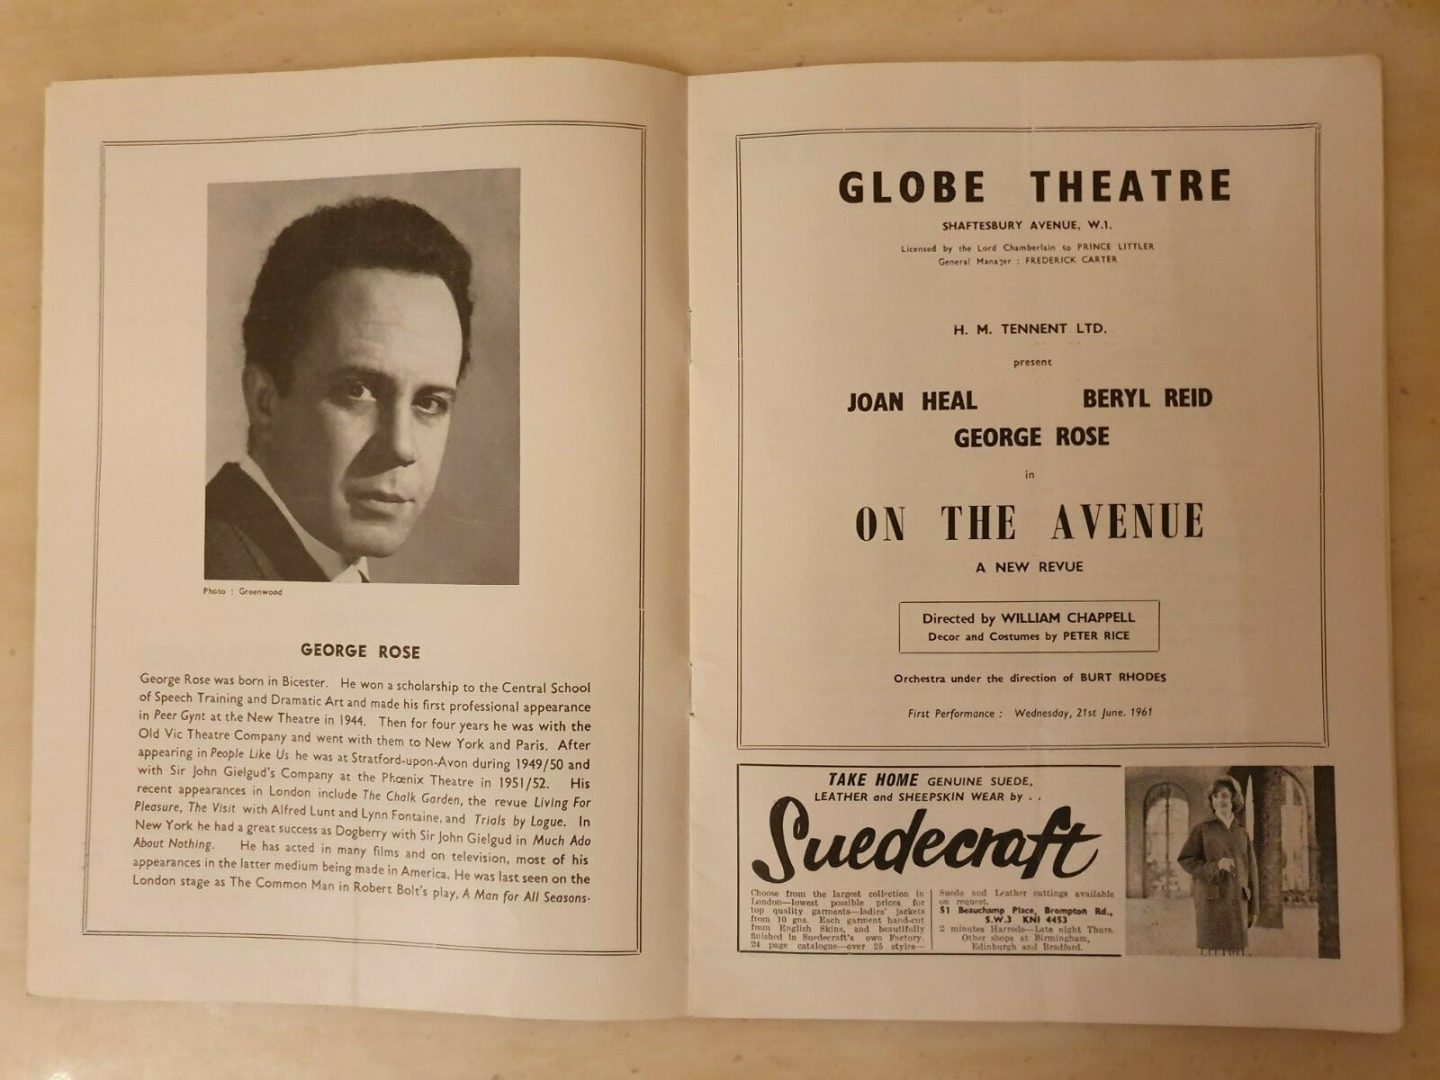 Photo : Greenwood
GEORGE ROSE
George Rose was born in Bicester. He won a scholarship to the Central School
of Speech Training and Dramatic Art and made his first professional appearance
in Peer Gynt at the New Theatre in 1944. Then for four years he was with the
Old Vic Theatre Company and went with them to New York and Paris. After
appearing in People Like Us he was at Stratford-upon-Avon during 1949/50 and
with Sir John Gielgud's Company at the Phœnix Theatre in 1951/52. His
recent appearances in London include The Chalk Garden, the revue Living For
Pleasure, The Visit with Alfred Lunt and Lynn Fontaine, and Trials by Logue. In
New York he had a great success as Dogberry with Sir John Gielgud in Much Ado
About Nothing. He has acted in many films and on television, most of his
appearances in the latter medium being made in America. He was last seen on the
London stage as The Common Man in Robert Bolt's play, A Man for All Seasons.
GLOBE THEATRE
SHAFTESBURY AVENUE, W.1.
Licensed by the Lord Chamberlain to PRINCE LITTLER
General Manager : FREDERICK CARTER
H. M. TENNENT LTD.
present
JOAN HEAL BERYL REID
GEORGE ROSE
in
ON THE AVENUE
A NEW REVUE
Directed by WILLIAM CHAPPELL
Decor and Costumes by PETER RICE
Orchestra under the direction of BURT RHODES
First Performance : Wednesday, 21st June. 1961
TAKE HOME GENUINE SUEDE,
LEATHER and SHEEPSKIN WEAR by . .
Suedecraft
Choose from the largest collection in
London—lowest possible prices for
top quality garments—ladies' jackets
from 10 gns. Each garment hand-cut
from English Skins, and beautifully
finished in Suedecraft's own Factory.
24 page catalogue—over 25 styles—
Suede and Leather cuttings available
on request.
51 Beauchamp Place, Brompton Rd.,
S.W.3 KNI 4453
2 minutes Harrods—Late night Thurs.
Other shops at Birmingham,
Edinburgh and Bradford.